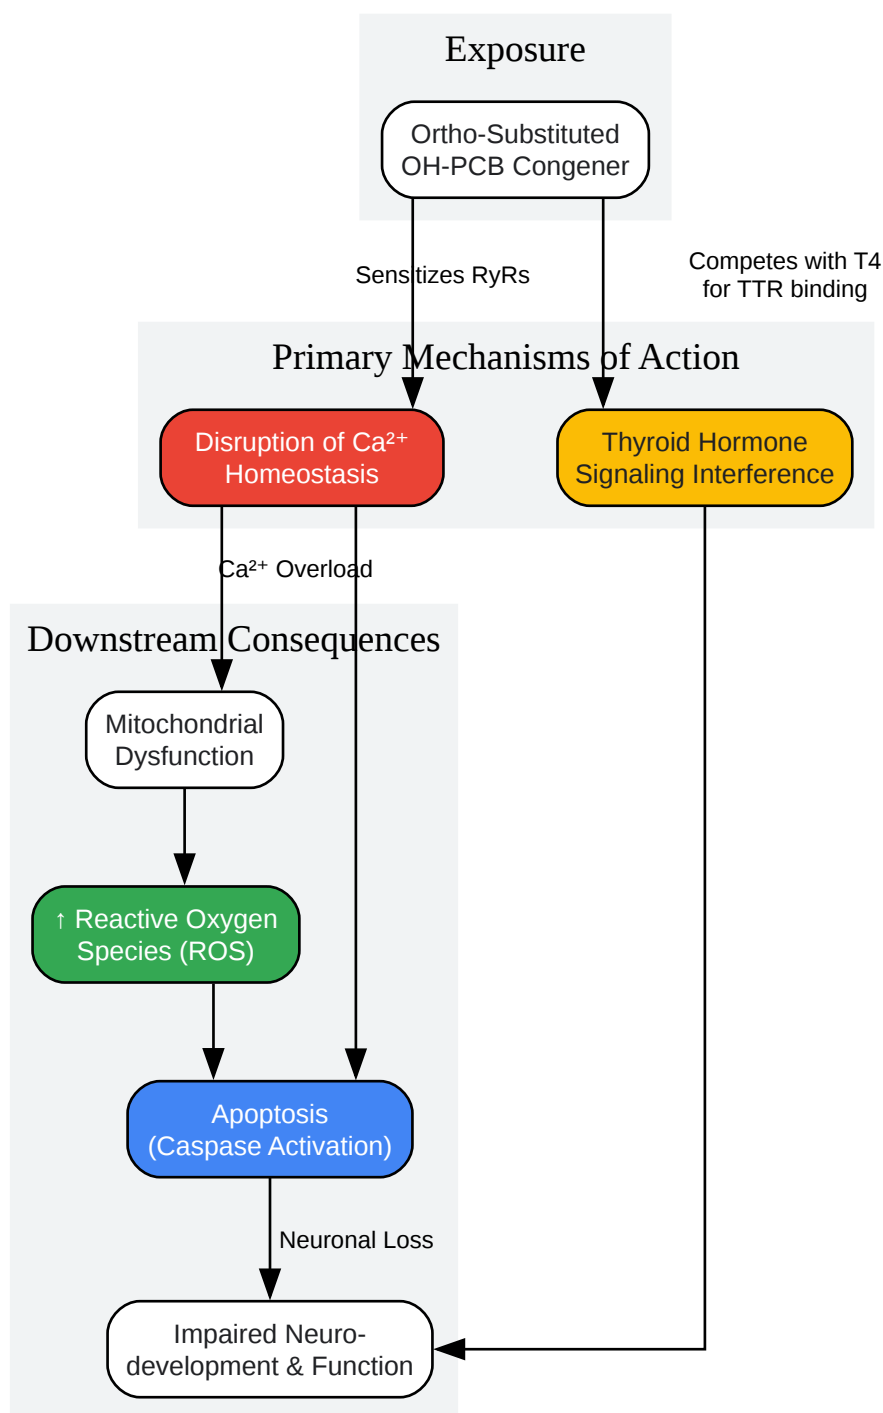 Exposure
Ortho-Substituted
OH-PCB Congener
Sensitizes RyRs
Competes with T4
for TTR binding
Primary Mechanisms of Action
Disruption of Ca²⁺
Homeostasis
Thyroid Hormone
Signaling Interference
Ca²⁺ Overload
Downstream Consequences
Mitochondrial
Dysfunction
↑ Reactive Oxygen
Species (ROS)
Apoptosis
(Caspase Activation)
Neuronal Loss
Impaired Neuro-
development & Function